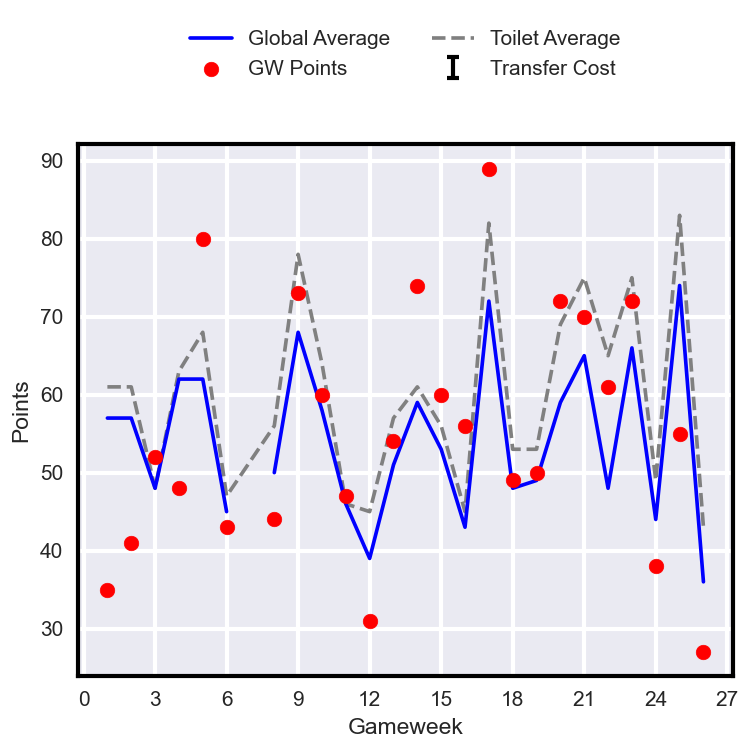 Global Average
Toilet Average
GW Points
Transfer Cost
90
80
70
60
50
40
30
Points
0 3 6 9 12 15 18 21 24 27
Gameweek